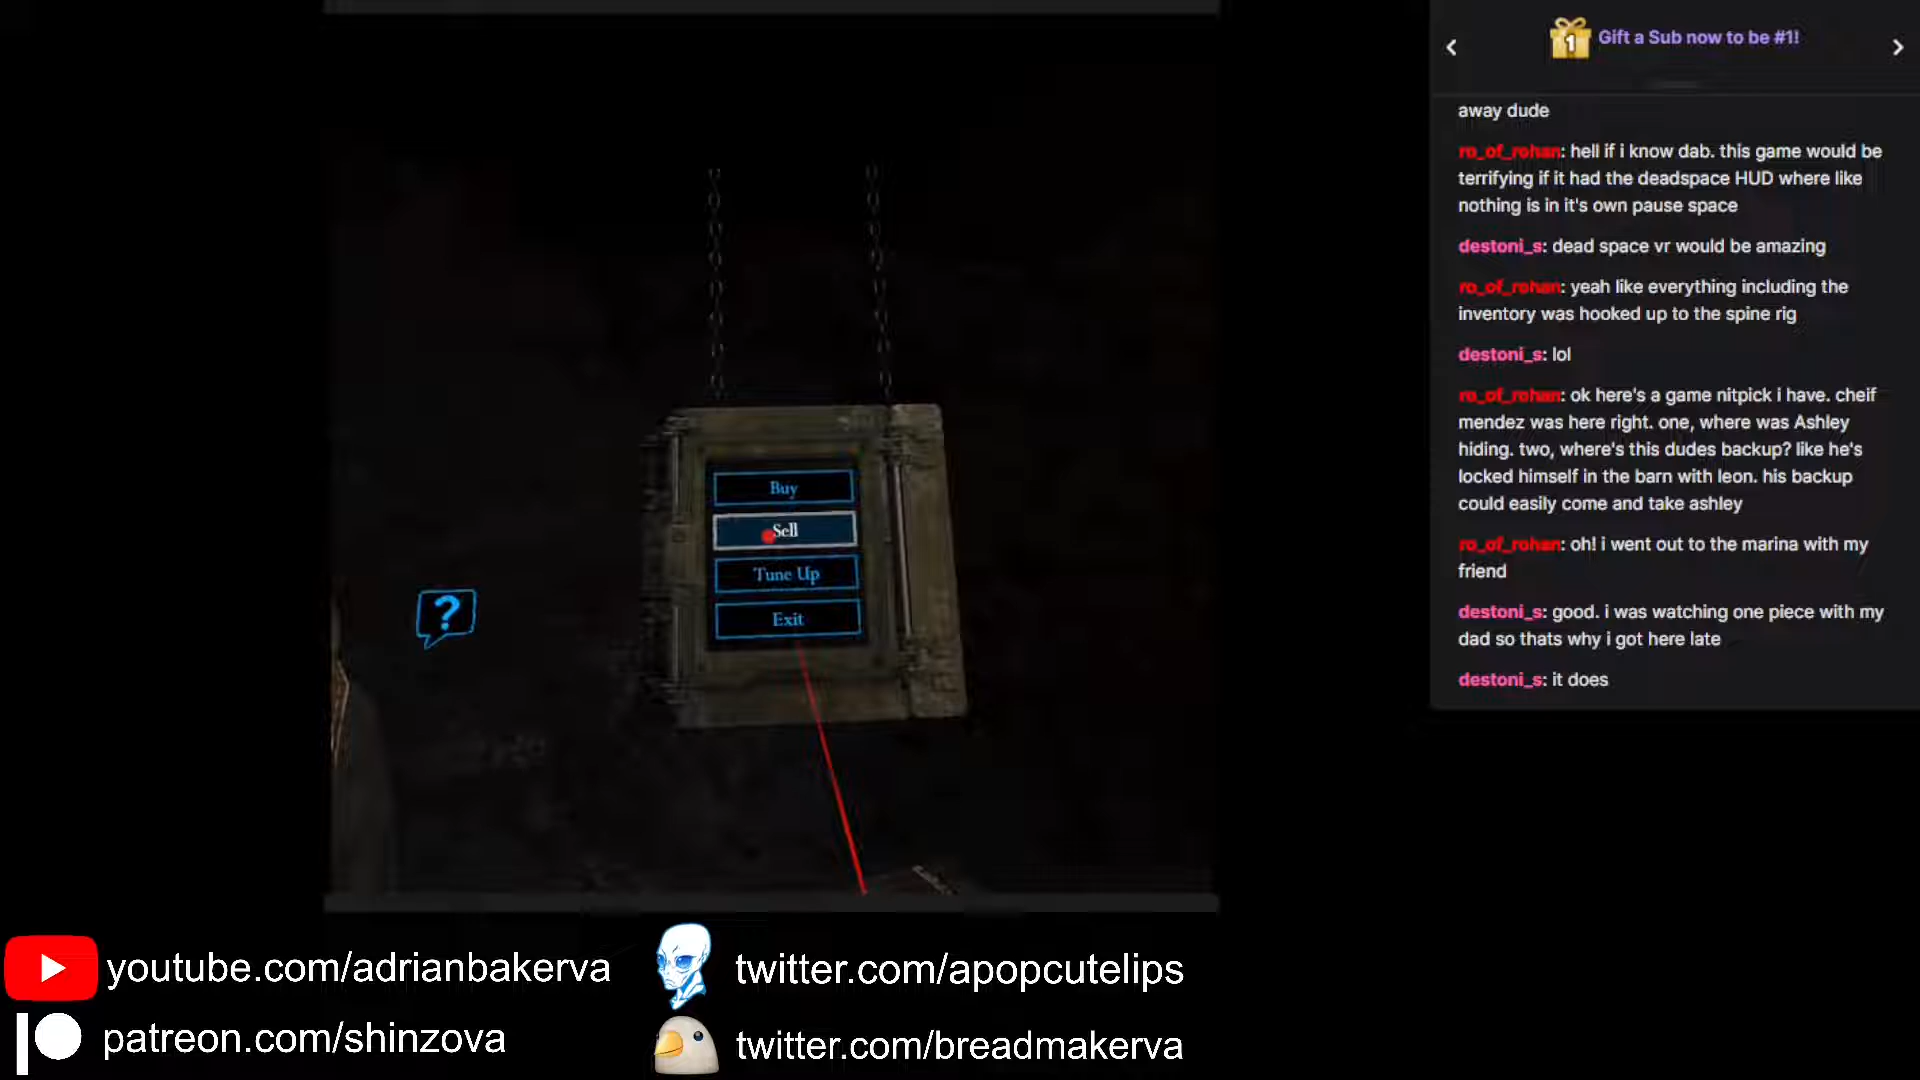 Gift a Sub now to be #1!
1
away dude
ro_of_rohan: hell if i know dab. this game would be
terrifying if it had the deadspace HUD where like
nothing is in it's own pause space
destoni_s: dead space vr would be amazing
ro_of_rohan: yeah like everything including the
inventory was hooked up to the spine rig
destoni_s: lol
ro_of_rohan: ok here's a game nitpick i have. cheif
mendez was here right. one, where was Ashley
hiding. two, where's this dudes backup? like he's
locked himself in the barn with leon. his backup
could easily come and take ashley
ro_of_rohan: oh! i went out to the marina with my
friend
destoni_s: good. i was watching one piece with my
dad so thats why i got here late
destoni_s: it does
Buy
Sell
Tune Up
Exit
?
youtube.com/adrianbakerva
twitter.com/apopcutelips
patreon.com/shinzova
twitter.com/breadmakerva